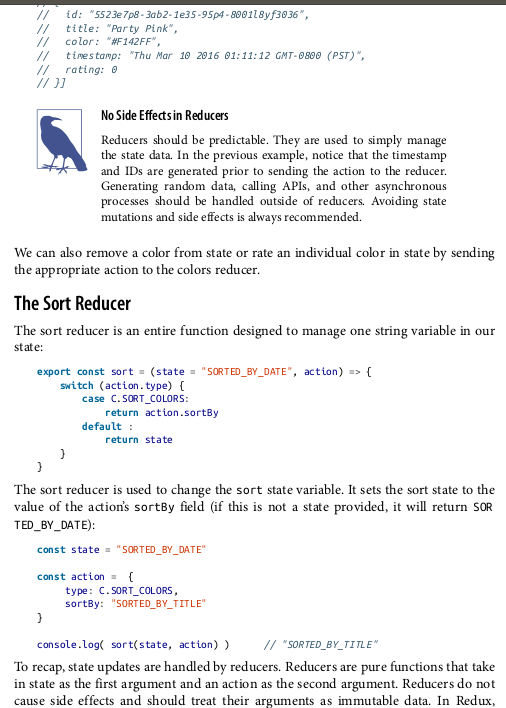 //   id: "5523e7p8-3ab2-1e35-95p4-8001l8yf3036",
//   title: "Party Pink",
//   color: "#F142FF",
//   timestamp: "Thu Mar 10 2016 01:11:12 GMT-0800 (PST)",
//   rating: 0
// }]
No Side Effects in Reducers
Reducers should be predictable. They are used to simply manage
the state data. In the previous example, notice that the timestamp
and IDs are generated prior to sending the action to the reducer.
Generating random data, calling APIs, and other asynchronous
processes should be handled outside of reducers. Avoiding state
mutations and side effects is always recommended.
We can also remove a color from state or rate an individual color in state by sending
the appropriate action to the colors reducer.
The Sort Reducer
The sort reducer is an entire function designed to manage one string variable in our
state:
export const sort = (state = "SORTED_BY_DATE", action) => {
    switch (action.type) {
        case C.SORT_COLORS:
            return action.sortBy
        default :
            return state
    }
}
The sort reducer is used to change the sort state variable. It sets the sort state to the
value of the action's sortBy field (if this is not a state provided, it will return SOR
TED_BY_DATE):
const state = "SORTED_BY_DATE"
const action =  {
     type: C.SORT_COLORS,
     sortBy: "SORTED_BY_TITLE"
}
console.log( sort(state, action) )      // "SORTED_BY_TITLE"
To recap, state updates are handled by reducers. Reducers are pure functions that take
in state as the first argument and an action as the second argument. Reducers do not
cause side effects and should treat their arguments as immutable data. In Redux,